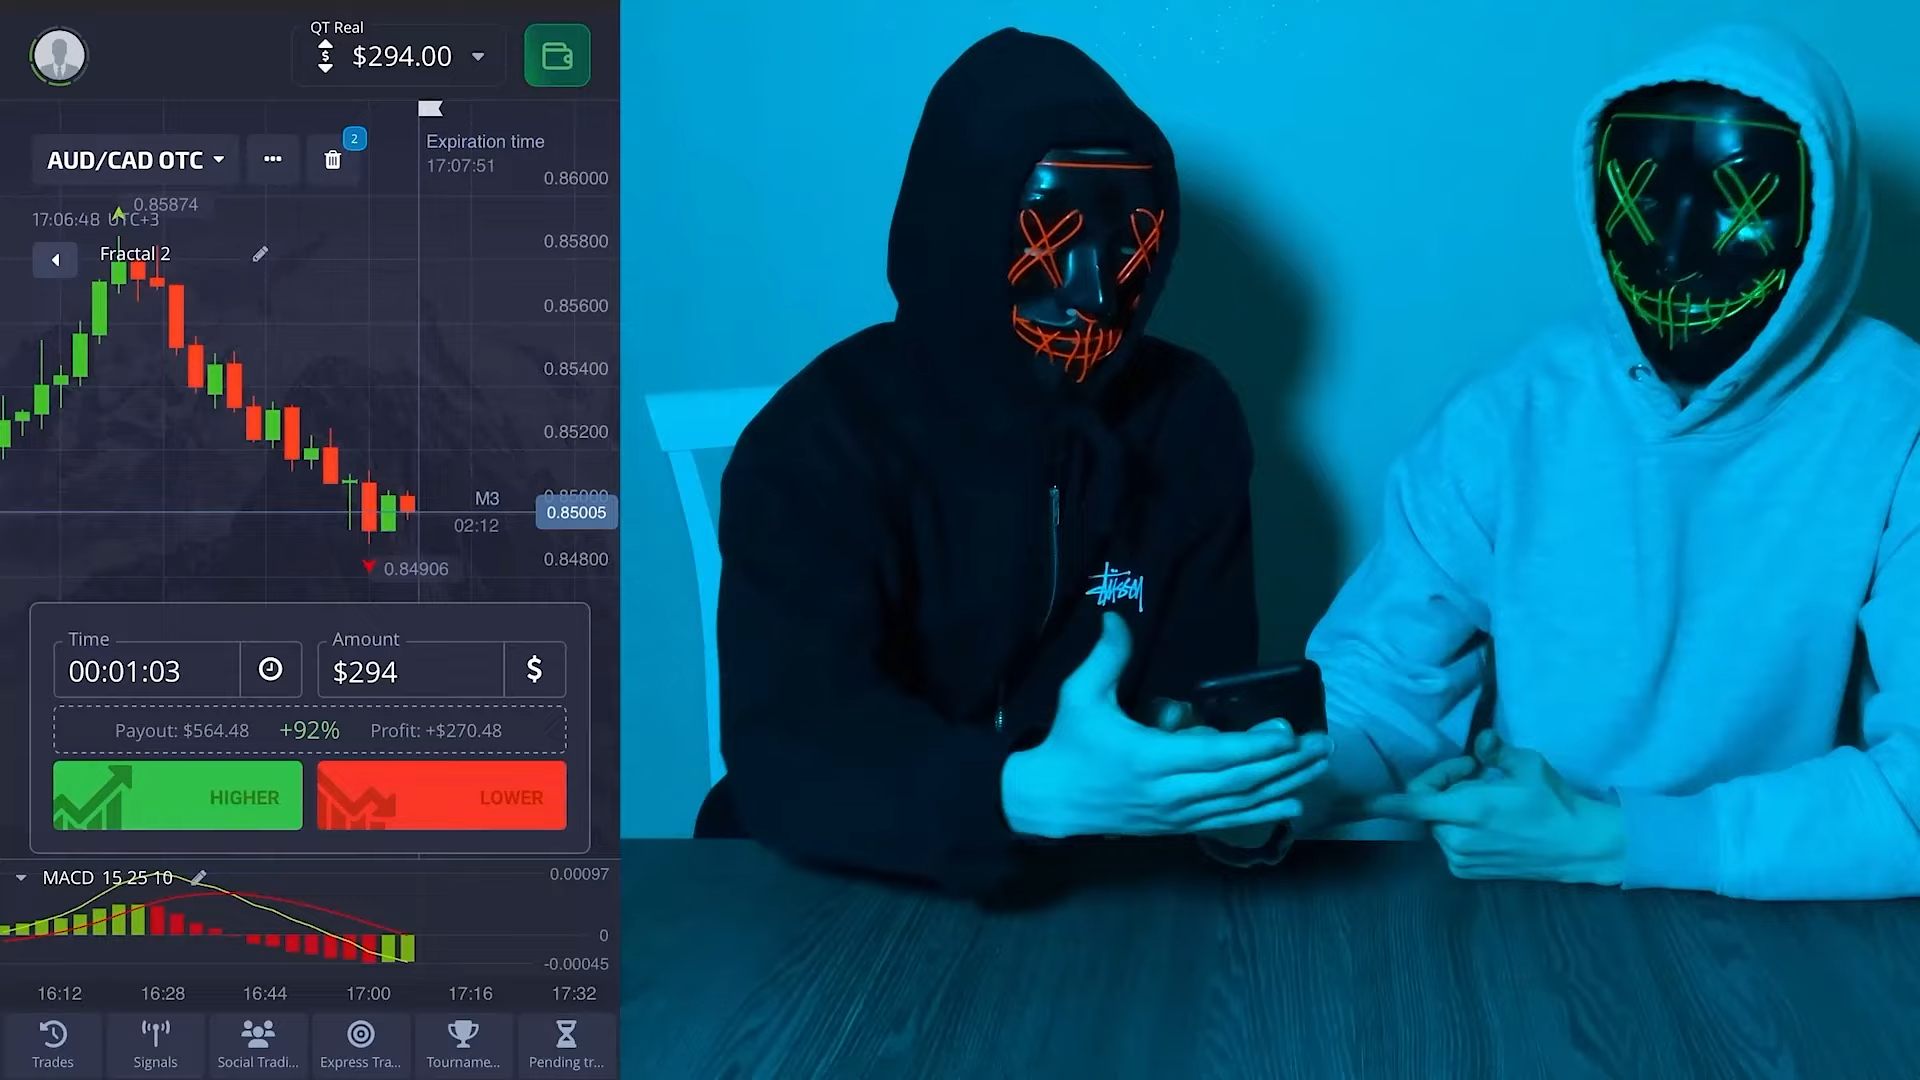 QT Real
$294.00
AUD/CAD OTC
2
Expiration time
17:07:51
0.86000
0.85874
17:06:48 UTC+3
0.85800
Fractal 2
0.85600
0.85400
0.85200
M3
0.85000
0.85005
02:12
0.84800
0.84906
Time
00:01:03
Amount
$294
$
Payout: $564.48
+92%
Profit: +$270.48
HIGHER
LOWER
MACD 15 25 10
0.00097
0
-0.00045
16:12
16:28
16:44
17:00
17:16
17:32
Trades
Signals
Social Tradi...
Express Tra...
Tourname...
Pending tr...
Stüssy